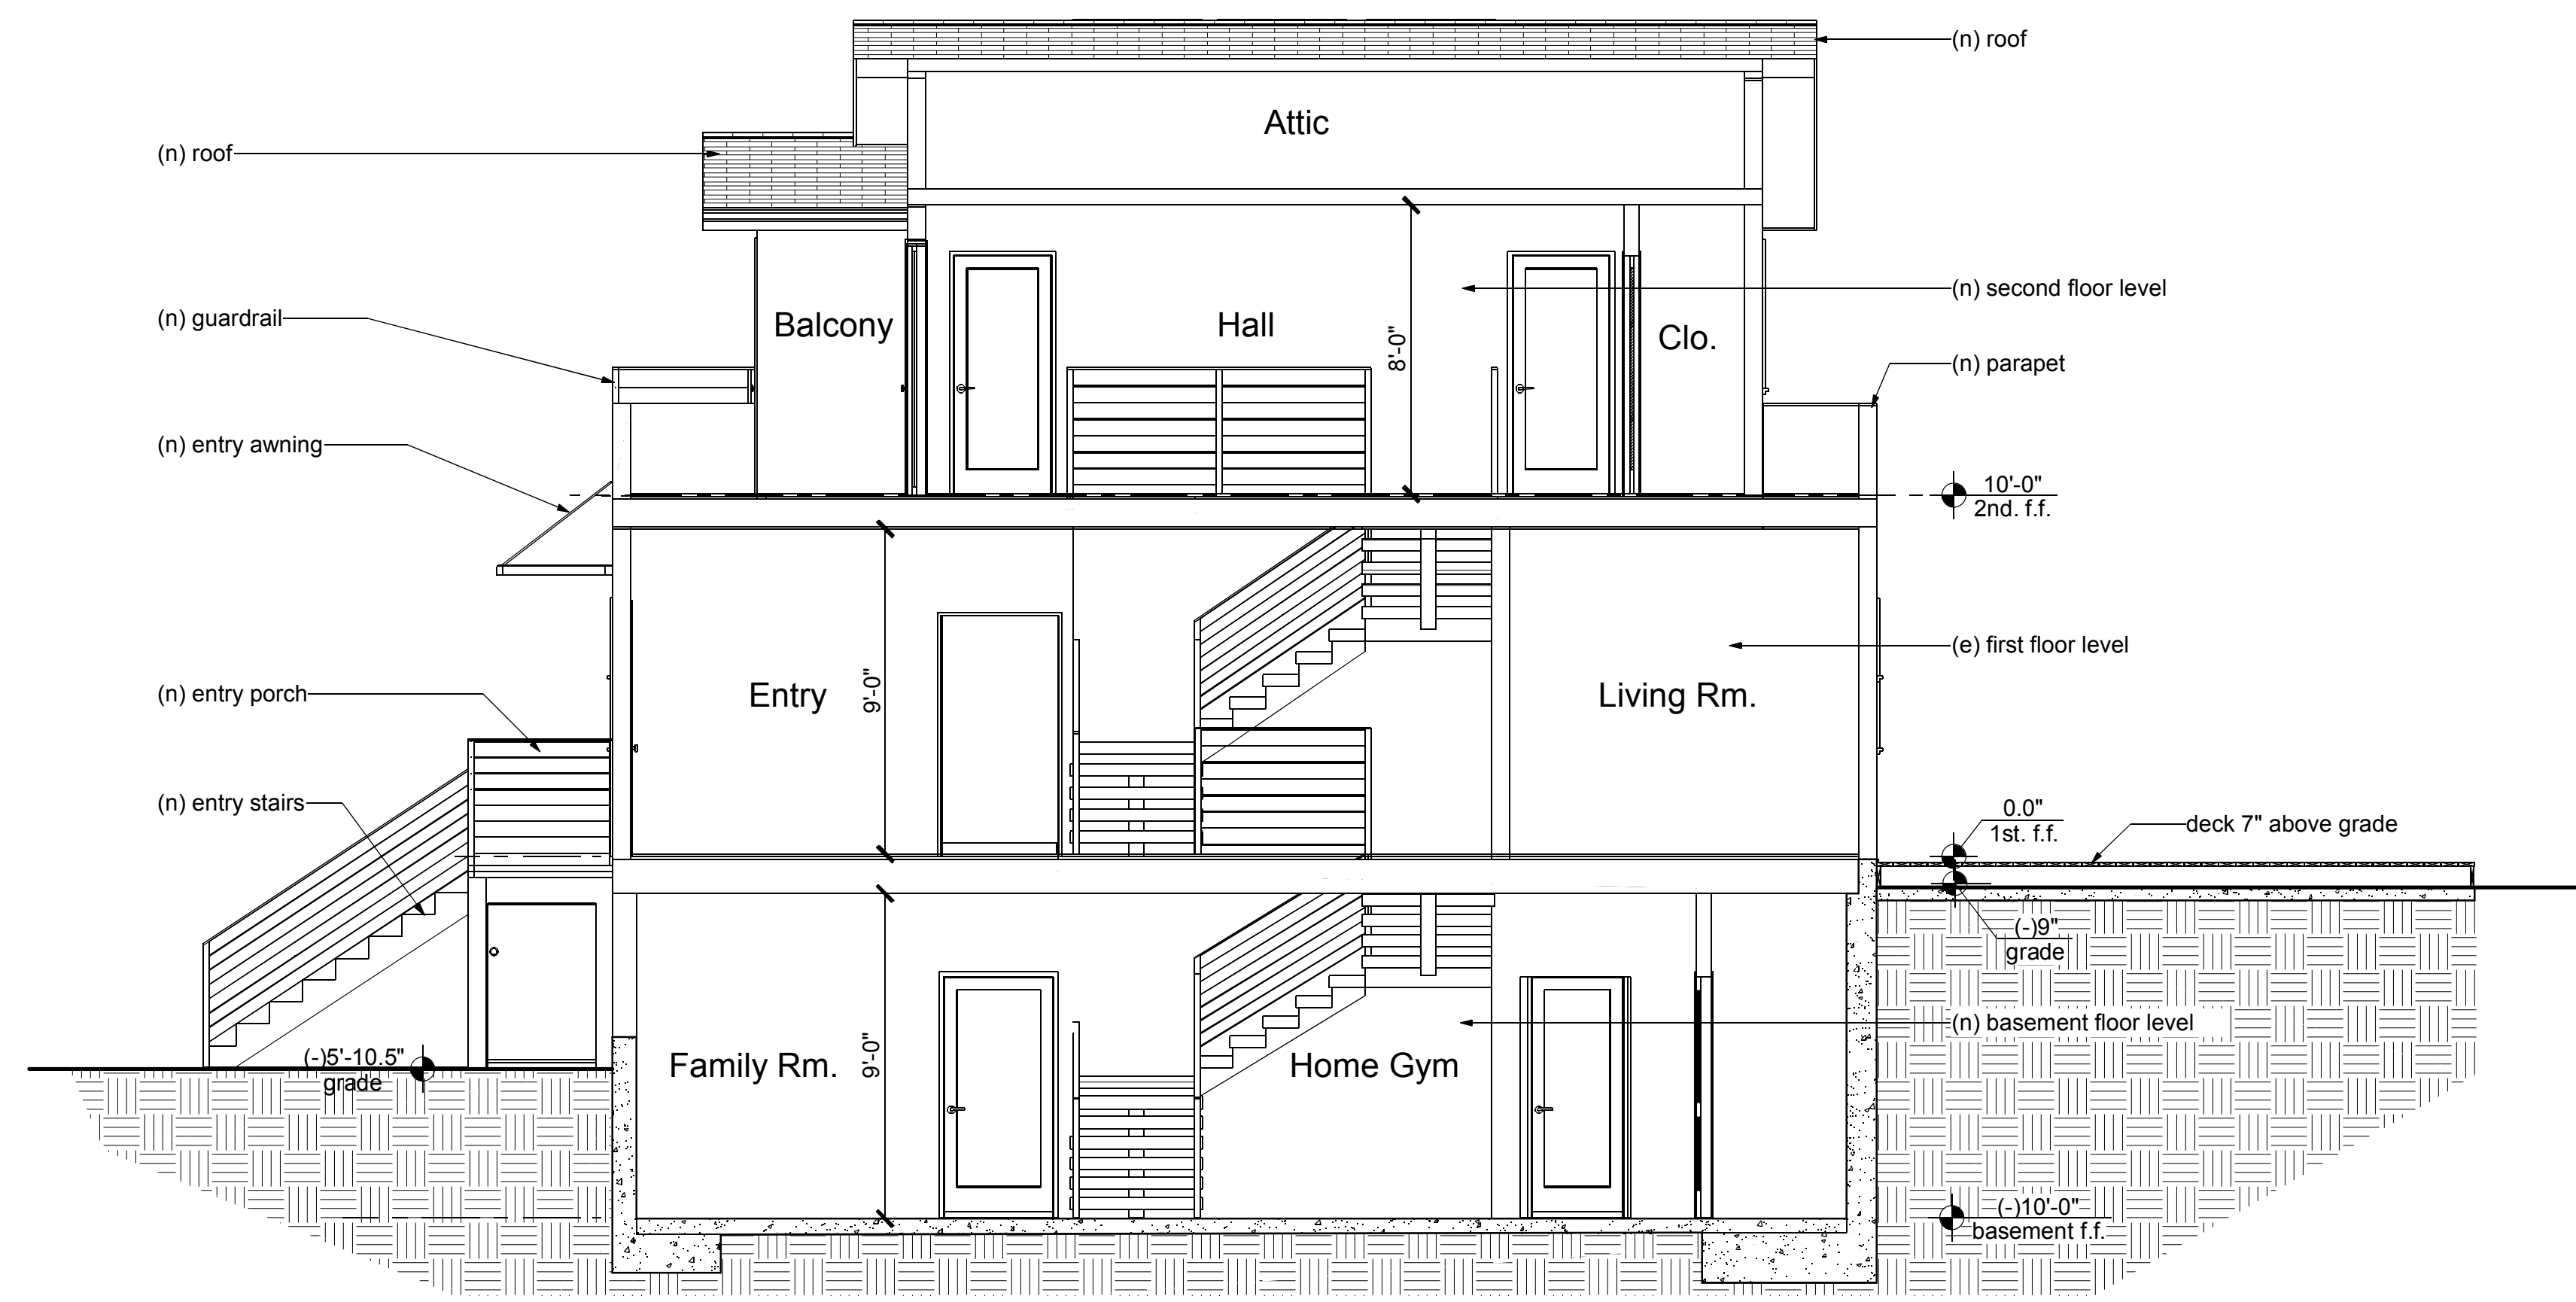 (n) roof
Attic
(n) roof
(n) second floor level
(n) guardrail
Balcony
Hall
8'-0"
Clo.
(n) parapet
(n) entry awning
10'-0"
2nd. f.f.
(e) first floor level
(n) entry porch
Entry
9'-0"
Living Rm.
(n) entry stairs
0.0"
1st. f.f.
deck 7" above grade
(-)9"
grade
(n) basement floor level
(-)5'-10.5"
grade
Family Rm.
9'-0"
Home Gym
(-)10'-0"
basement f.f.